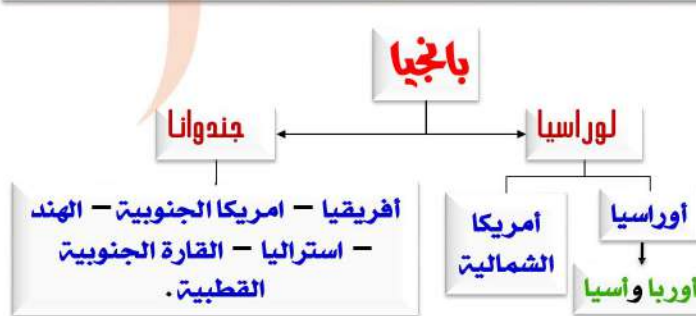 بانجيا
لوراسيا
جندوانا
أوراسيا
أمريكا
الشمالية
أوربا وأسيا
أفريقيا – امريكا الجنوبية – الهند
– استراليا – القارة الجنوبية
القطبية.